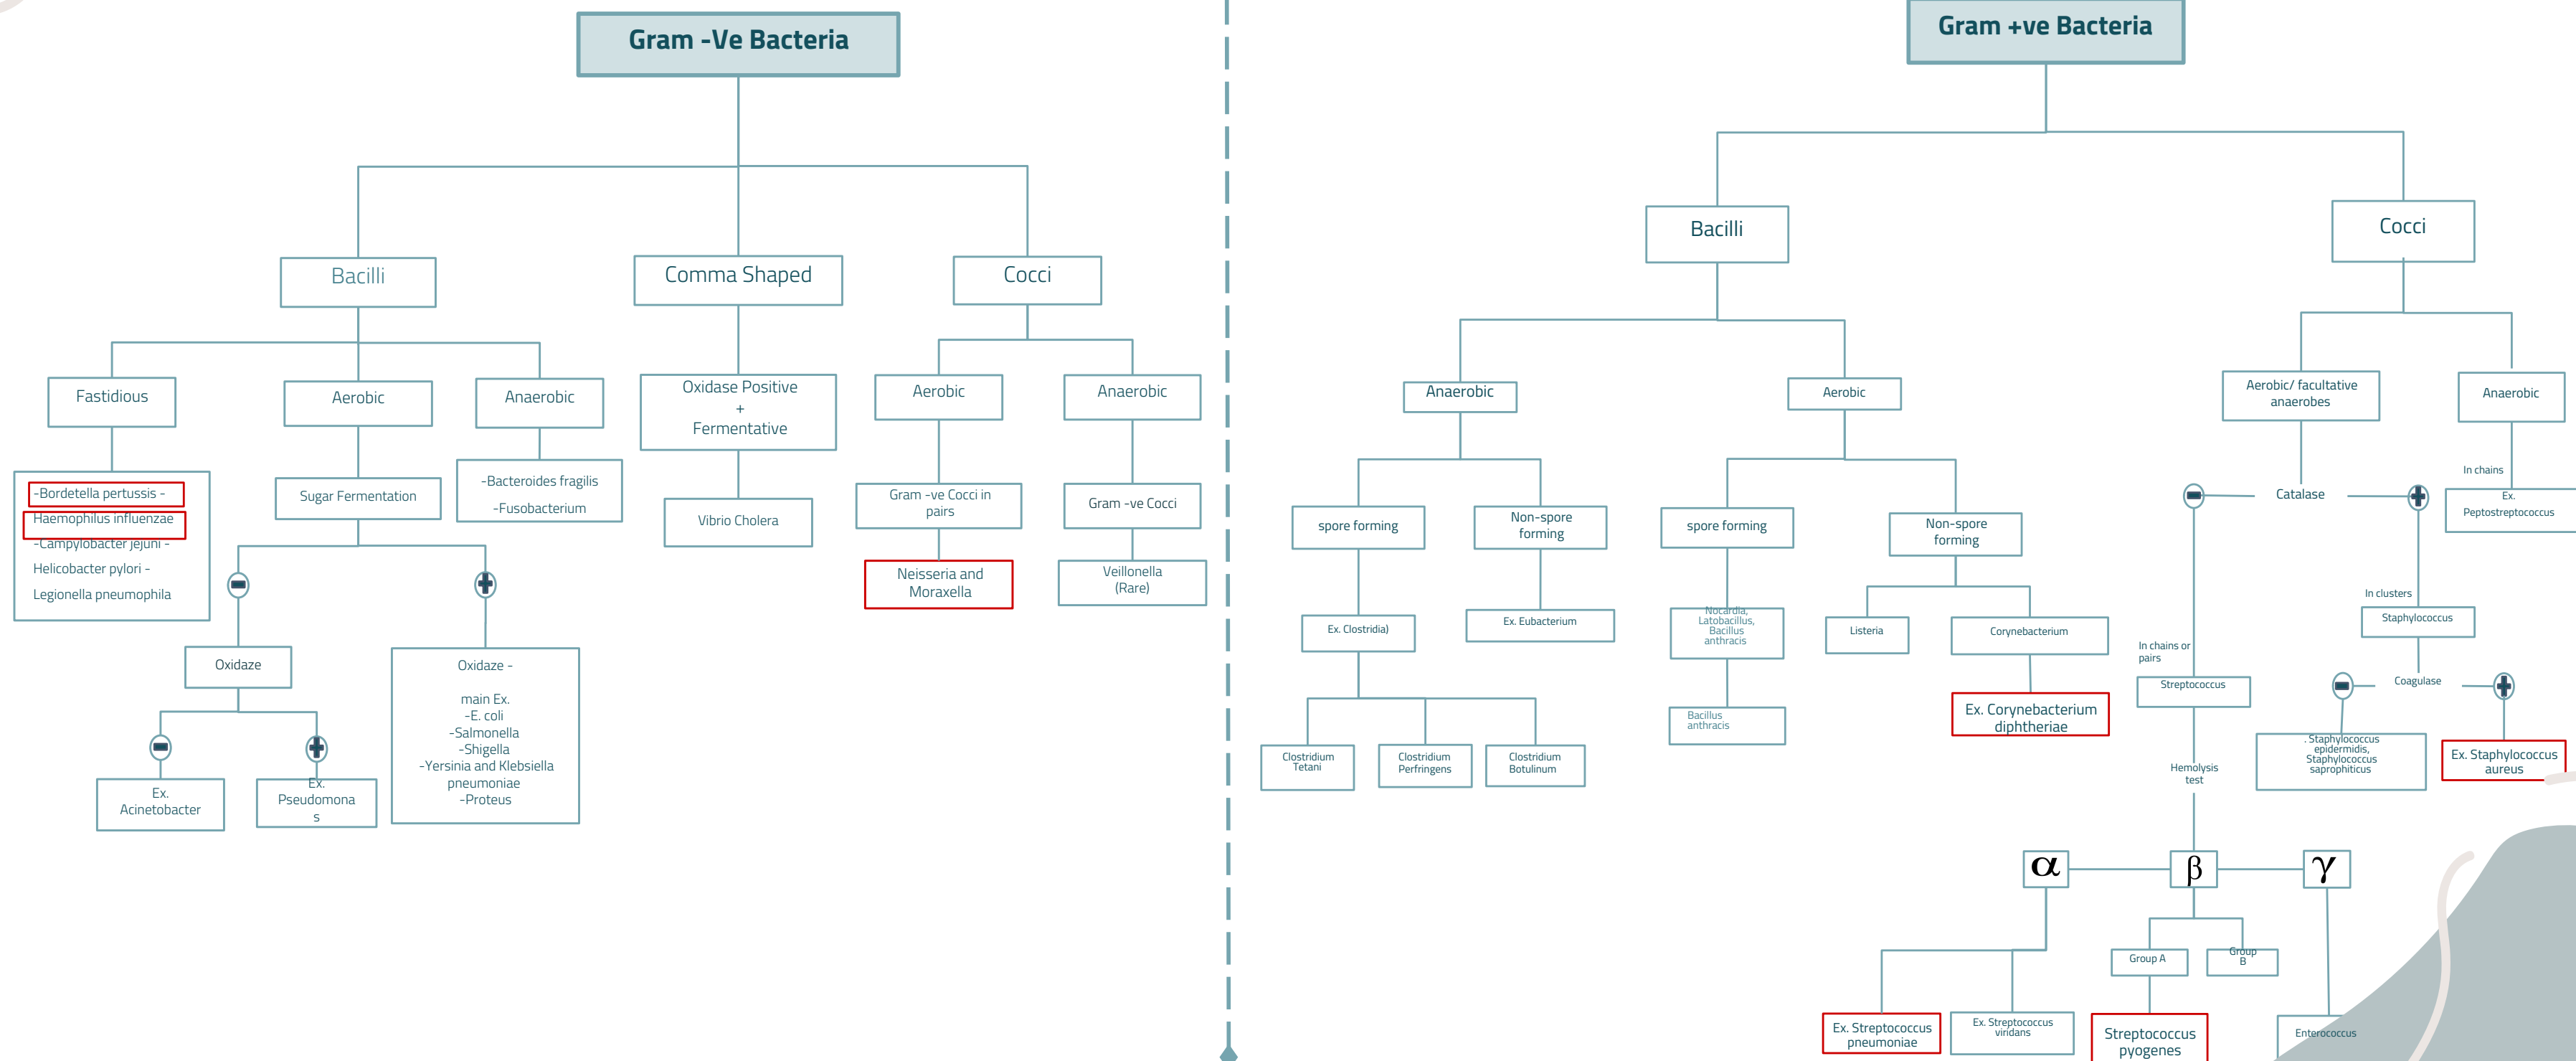 Gram -Ve Bacteria
Bacilli
Comma Shaped
Cocci
Fastidious
Aerobic
Anaerobic
Oxidase Positive
+
Fermentative
Aerobic
Anaerobic
-Bordetella pertussis -
Haemophilus influenzae
-Campylobacter jejuni -
Helicobacter pylori -
Legionella pneumophila
Sugar Fermentation
-Bacteroides fragilis
-Fusobacterium
Vibrio Cholera
Gram -ve Cocci in
pairs
Gram -ve Cocci
Neisseria and
Moraxella
Veillonella
(Rare)
Oxidaze
Oxidaze -
main Ex.
-E. coli
-Salmonella
-Shigella
-Yersinia and Klebsiella
pneumoniae
-Proteus
Ex.
Acinetobacter
Ex.
Pseudomona
s
Gram +ve Bacteria
Bacilli
Cocci
Anaerobic
Aerobic
Aerobic/ facultative
anaerobes
Anaerobic
spore forming
Non-spore
forming
spore forming
Non-spore
forming
Catalase
In chains
Ex.
Peptostreptococcus
Ex. Clostridia)
Ex. Eubacterium
Nocardia,
Latobacillus,
Bacillus
anthracis
Listeria
Corynebacterium
In chains or
pairs
In clusters
Staphylococcus
Streptococcus
Coagulase
Bacillus
anthracis
Ex. Corynebacterium
diphtheriae
Clostridium
Tetani
Clostridium
Perfringens
Clostridium
Botulinum
Hemolysis
test
. Staphylococcus
epidermidis,
Staphylococcus
saprophiticus
Ex. Staphylococcus
aureus
α
β
γ
Group A
Group
B
Ex. Streptococcus
pneumoniae
Ex. Streptococcus
viridans
Streptococcus
pyogenes
Enterococcus